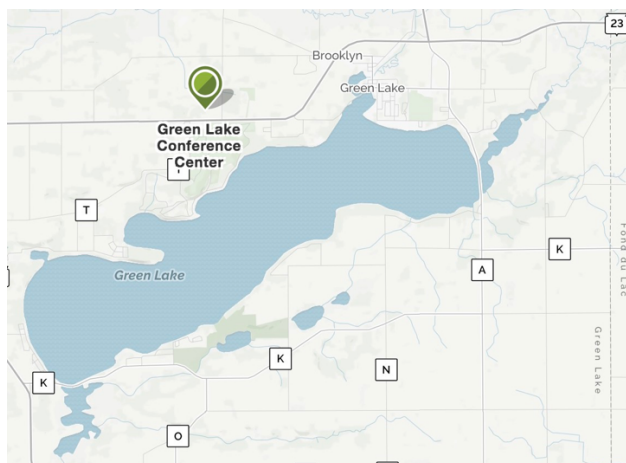 23
Brooklyn
Green Lake
Green Lake
Conference
Center
T
K
Fond du Lac
A
Green Lake
Green Lake
K
K
N
O